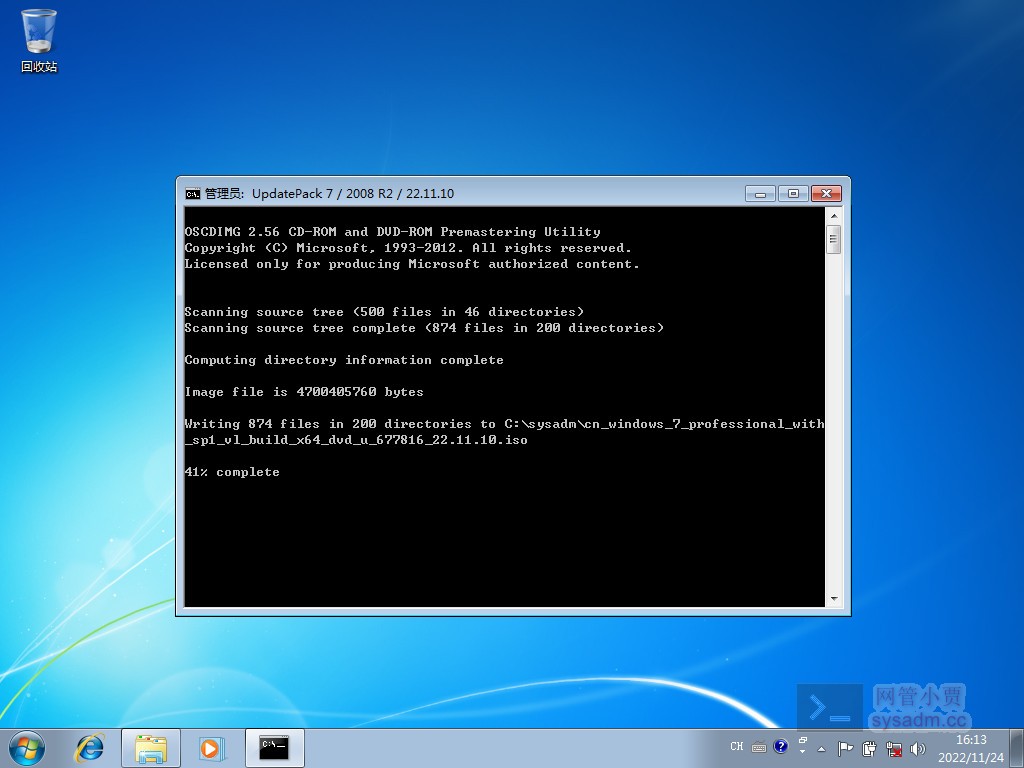 回收站
管理员: UpdatePack 7 / 2008 R2 / 22.11.10
OSCDIMG 2.56 CD-ROM and DVD-ROM Premastering Utility
Copyright (C) Microsoft, 1993-2012. All rights reserved.
Licensed only for producing Microsoft authorized content.
Scanning source tree (500 files in 46 directories)
Scanning source tree complete (874 files in 200 directories)
Computing directory information complete
Image file is 4700405760 bytes
Writing 874 files in 200 directories to C:\sysadm\cn_windows_7_professional_with
_sp1_vl_build_x64_dvd_u_677816_22.11.10.iso
41% complete
网管小贾
sysadm.cc
CH
16:13
2022/11/24